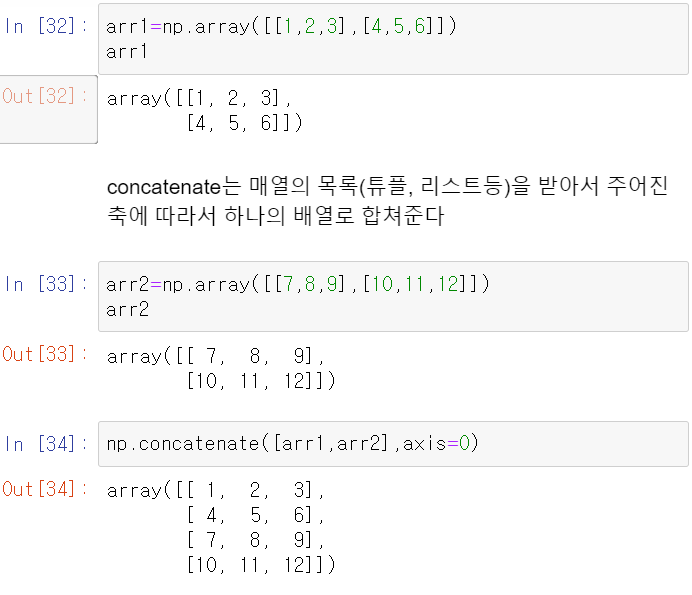 In [32]: arr1=np.array([[1,2,3],[4,5,6]])
arr1
Out[32]: array([[1, 2, 3],
[4, 5, 6]])
concatenate는 매열의 목록(튜플, 리스트등)을 받아서 주어진
축에 따라서 하나의 배열로 합쳐준다
In [33]: arr2=np.array([[7,8,9],[10,11,12]])
arr2
Out[33]: array([[ 7,  8,  9],
[10, 11, 12]])
In [34]: np.concatenate([arr1,arr2],axis=0)
Out[34]: array([[ 1,  2,  3],
[ 4,  5,  6],
[ 7,  8,  9],
[10, 11, 12]])